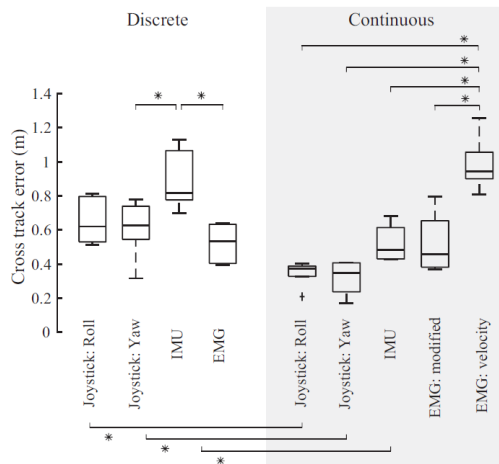 Discrete
Continuous
* 
*
*
*
* *
Cross track error (m)
1.4
1.2
1
0.8
0.6
0.4
0.2
0
Joystick: Roll
Joystick: Yaw
IMU
EMG
Joystick: Roll
Joystick: Yaw
IMU
EMG: modified
EMG: velocity
*
*
*